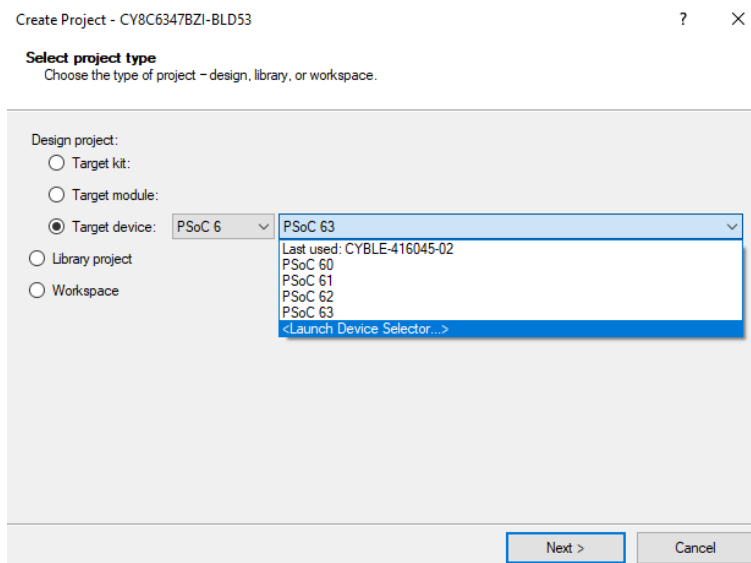 Create Project - CY8C6347BZI-BLD53
Select project type
Choose the type of project – design, library, or workspace.
Design project:
Target kit:
Target module:
Target device: PSoC 6 PSoC 63
Last used: CYBLE-416045-02
PSoC 60
PSoC 61
PSoC 62
PSoC 63
<Launch Device Selector...>
Library project
Workspace
Next >
Cancel